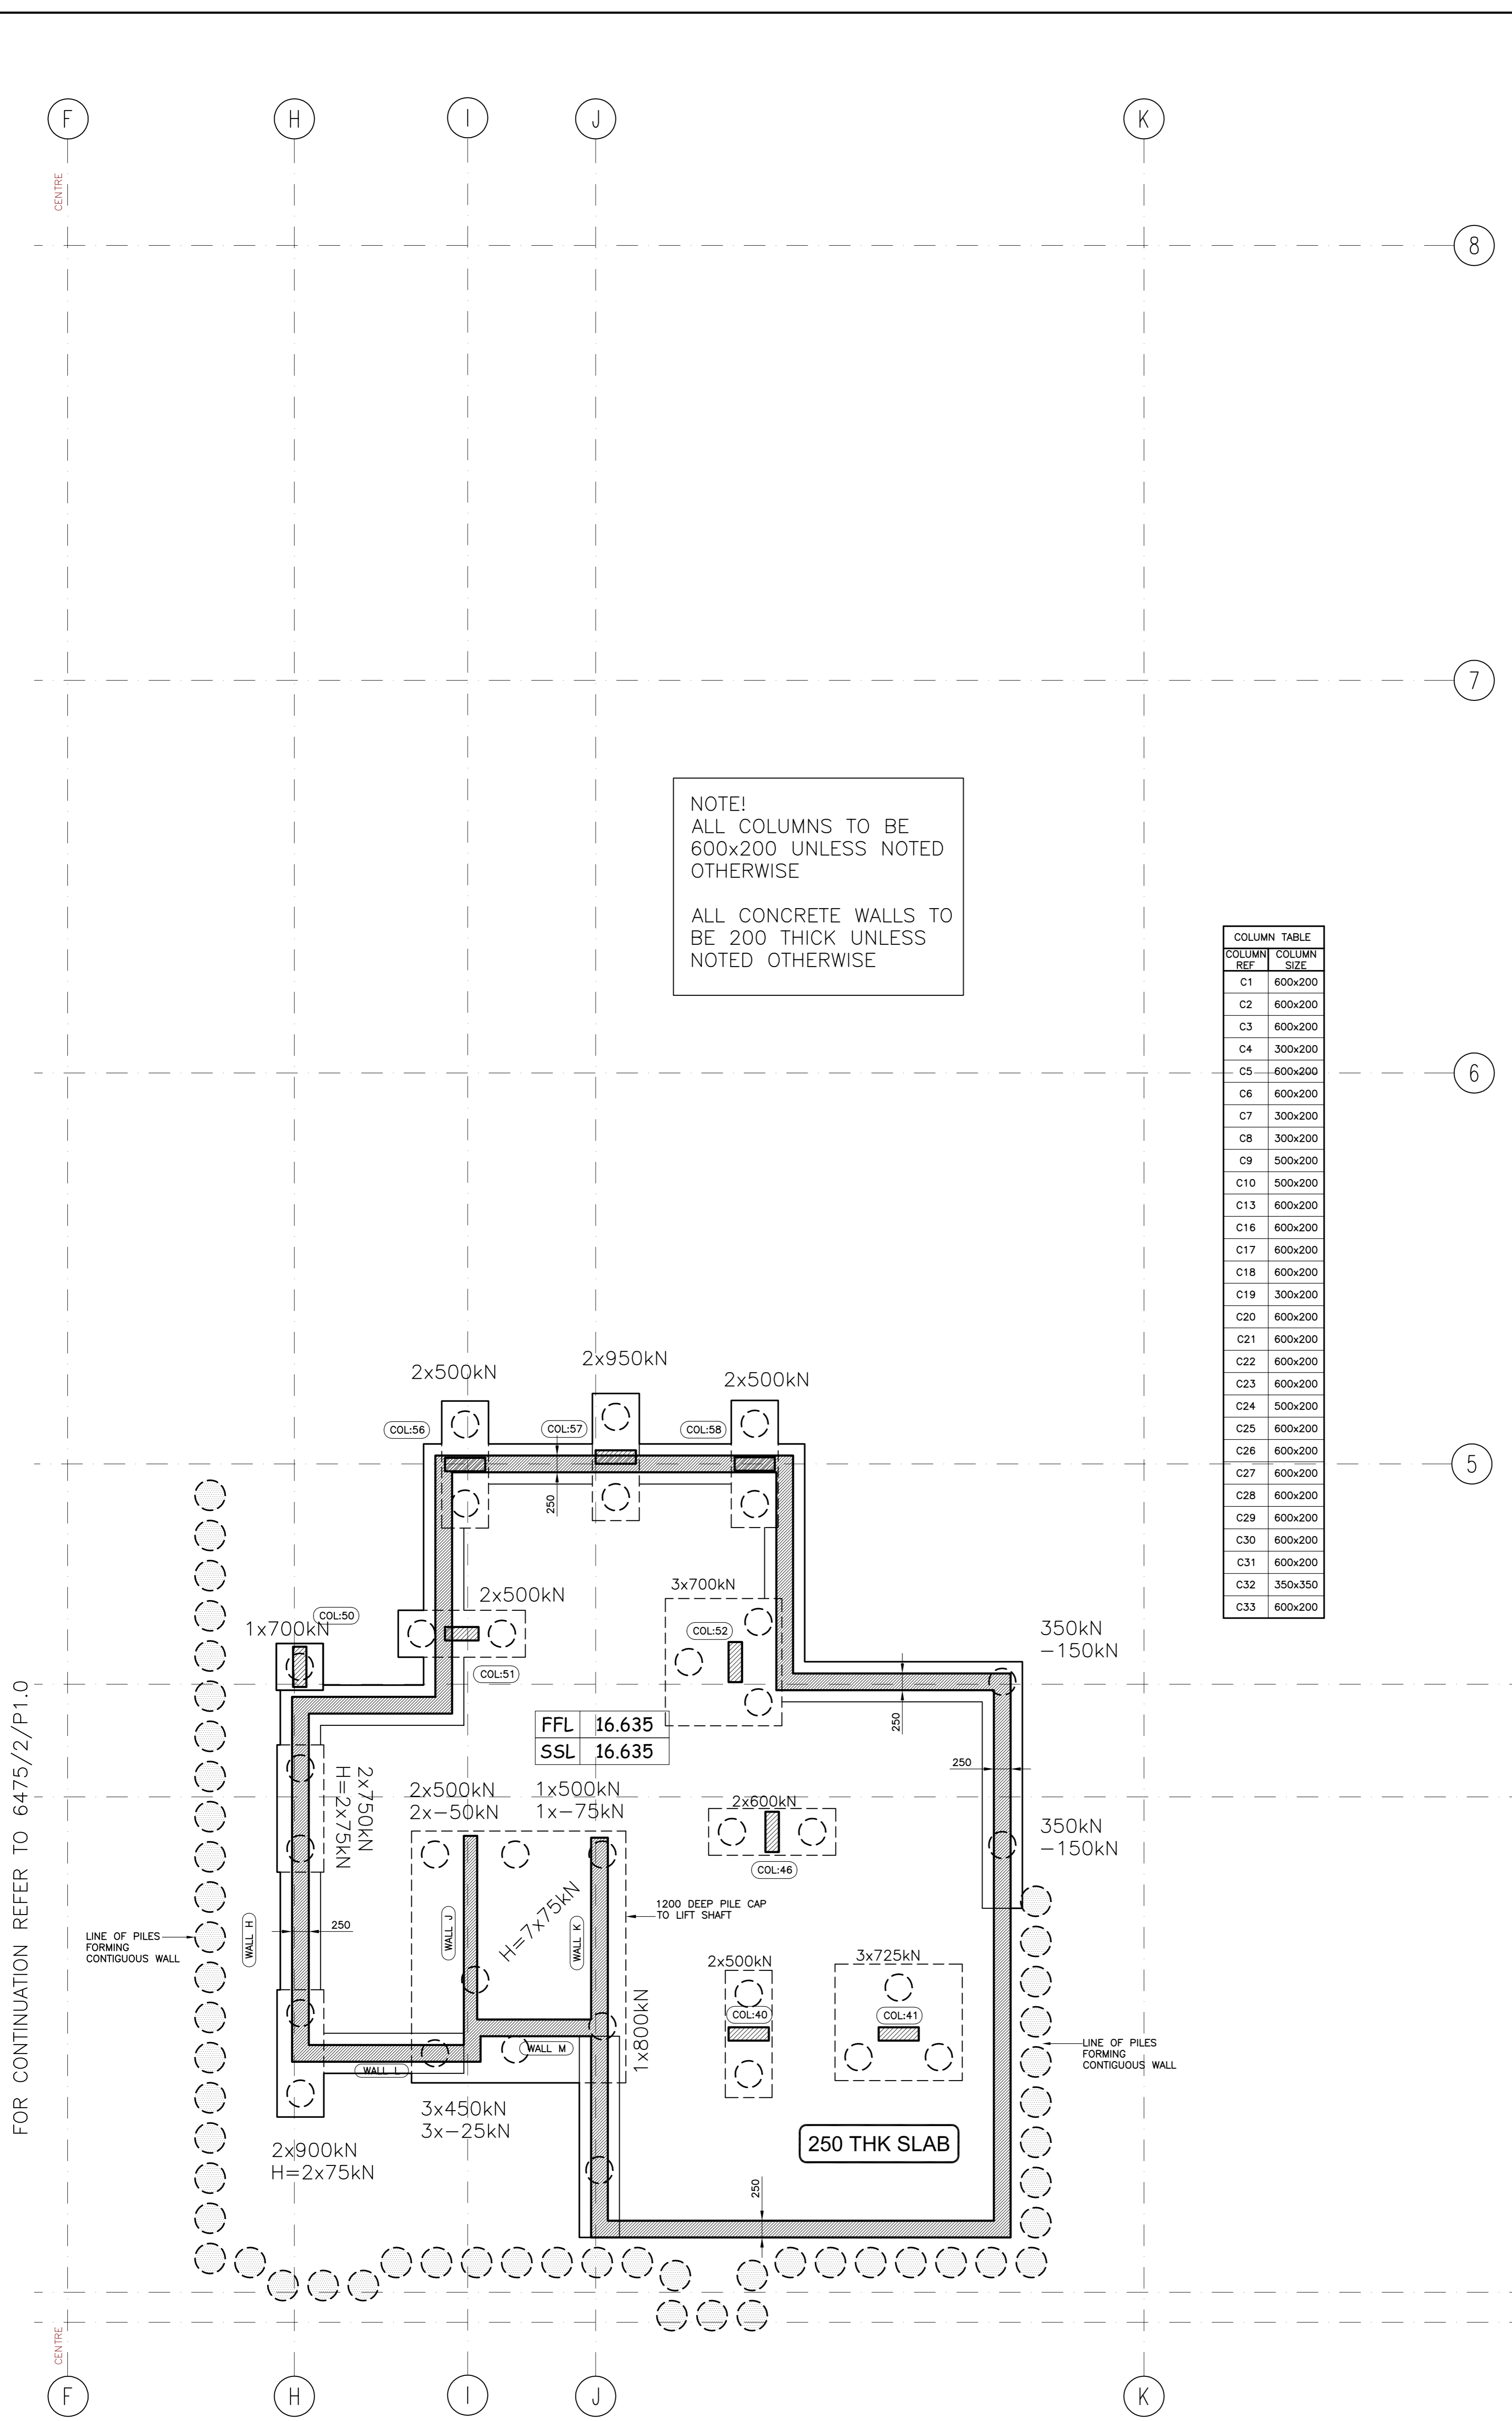 F
H
I
J
K
CENTRE
8
7
NOTE!
ALL COLUMNS TO BE
600x200 UNLESS NOTED
OTHERWISE
ALL CONCRETE WALLS TO
BE 200 THICK UNLESS
NOTED OTHERWISE
COLUMN TABLE
COLUMN REF COLUMN SIZE
C1 600x200
C2 600x200
C3 600x200
C4 300x200
C5 600x200
C6 600x200
C7 300x200
C8 300x200
C9 500x200
C10 500x200
C13 600x200
C16 600x200
C17 600x200
C18 600x200
C19 300x200
C20 600x200
C21 600x200
C22 600x200
C23 600x200
C24 500x200
C25 600x200
C26 600x200
C27 600x200
C28 600x200
C29 600x200
C30 600x200
C31 600x200
C32 350x350
C33 600x200
6
2x500kN
2x950kN
2x500kN
COL:56
COL:57
COL:58
5
250
2x500kN
3x700kN
COL:50
1x700kN
COL:52
COL:51
350kN
-150kN
FFL 16.635
SSL 16.635
250
250
2x750kN
H=2x75kN
2x500kN
2x-50kN
1x500kN
1x-75kN
2x600kN
COL:46
350kN
-150kN
H=7x75kN
1200 DEEP PILE CAP
TO LIFT SHAFT
WALL H
250
WALL J
WALL K
LINE OF PILES
FORMING
CONTIGUOUS WALL
2x500kN
COL:40
3x725kN
COL:41
1x800kN
WALL M
WALL L
LINE OF PILES
FORMING
CONTIGUOUS WALL
3x450kN
3x-25kN
2x900kN
H=2x75kN
250 THK SLAB
250
FOR CONTINUATION REFER TO 6475/2/P1.0
CENTRE
F
H
I
J
K